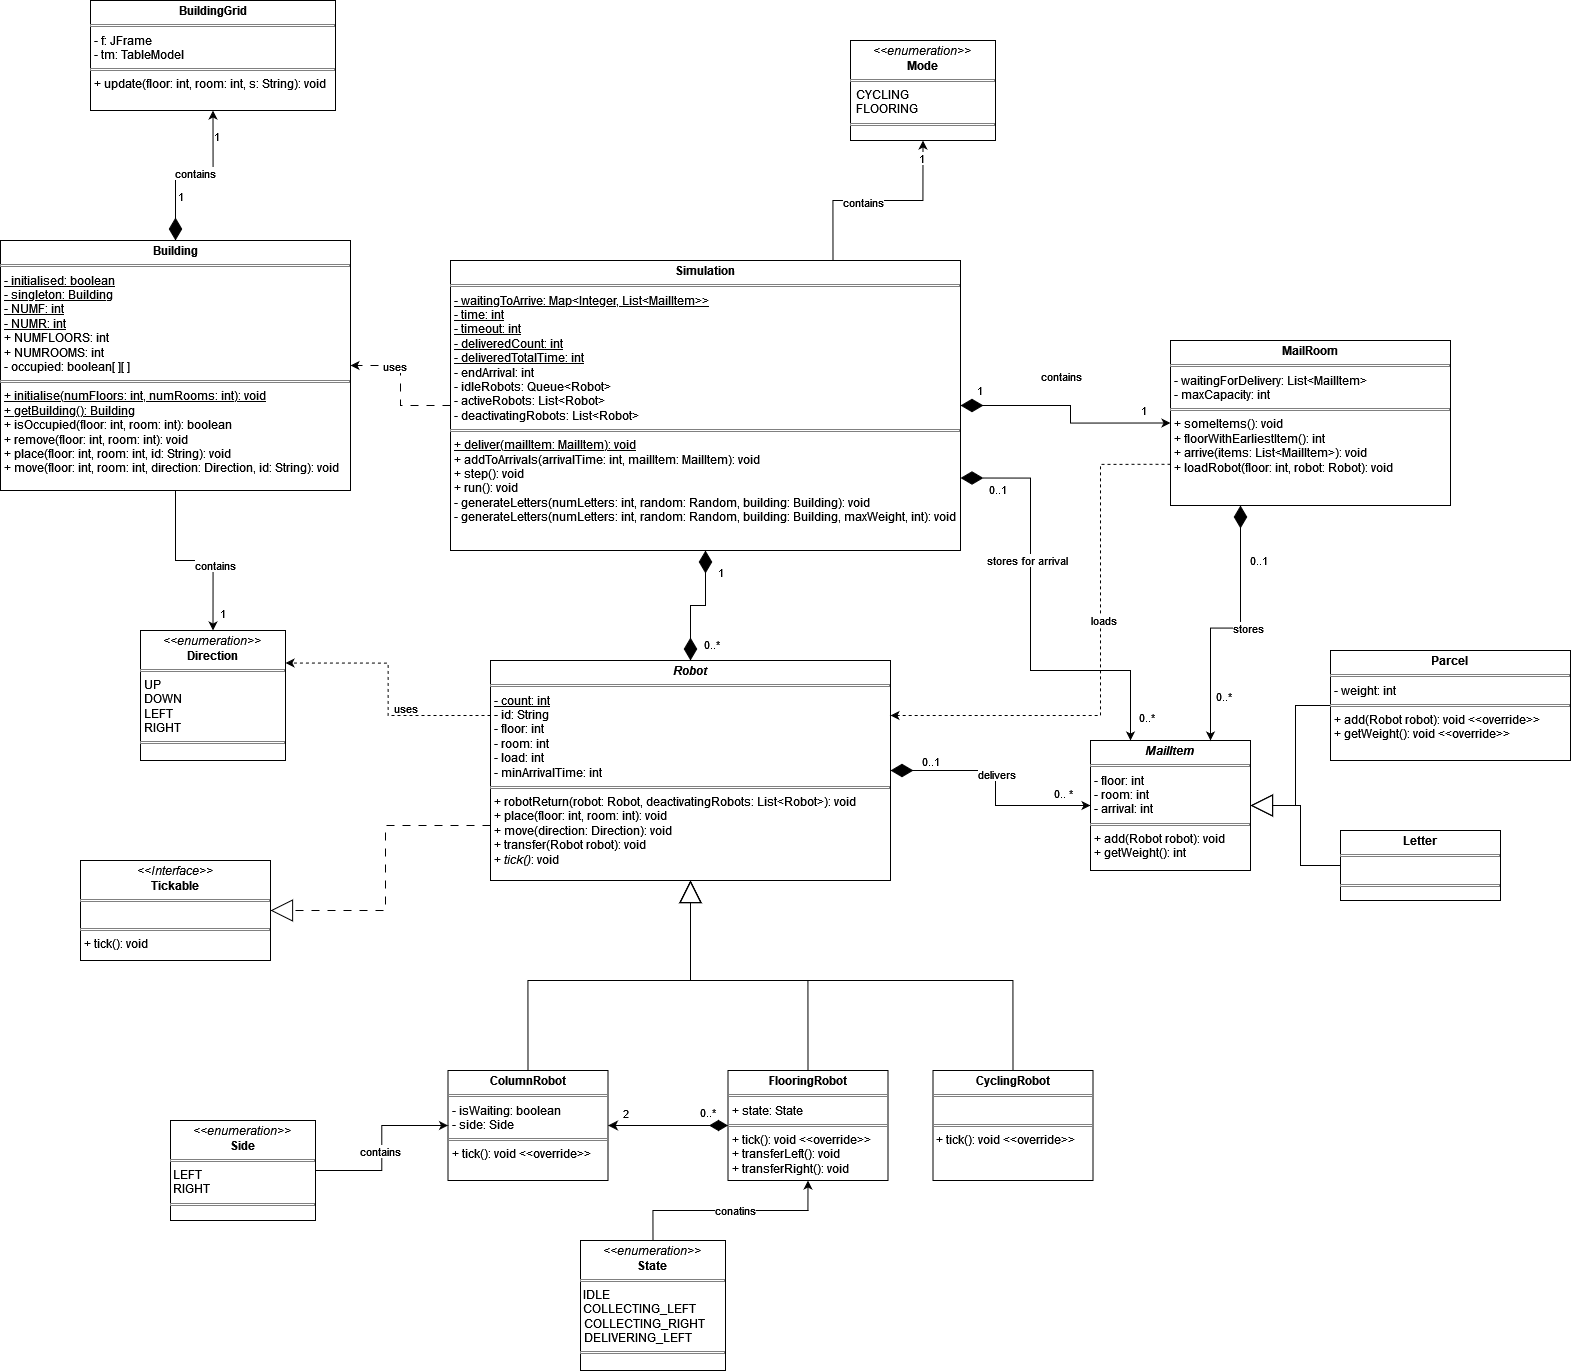 BuildingGrid
- f: JFrame
- tm: TableModel
+ update(floor: int, room: int, s: String): void
1
contains
1
<<enumeration>>
Mode
CYCLING
FLOORING
1
contains
Building
- initialised: boolean
- singleton: Building
- NUMF: int
- NUMR: int
+ NUMFLOORS: int
+ NUMROOMS: int
- occupied: boolean[ ][ ]
+ initialise(numFloors: int, numRooms: int): void
+ getBuilding(): Building
+ isOccupied(floor: int, room: int): boolean
+ remove(floor: int, room: int): void
+ place(floor: int, room: int, id: String): void
+ move(floor: int, room: int, direction: Direction, id: String): void
uses
Simulation
- waitingToArrive: Map<Integer, List<MailItem>>
- time: int
- timeout: int
- deliveredCount: int
- deliveredTotalTime: int
- endArrival: int
- idleRobots: Queue<Robot>
- activeRobots: List<Robot>
- deactivatingRobots: List<Robot>
+ deliver(mailItem: MailItem): void
+ addToArrivals(arrivalTime: int, mailItem: MailItem): void
+ step(): void
+ run(): void
- generateLetters(numLetters: int, random: Random, building: Building): void
- generateLetters(numLetters: int, random: Random, building: Building, maxWeight, int): void
contains
1
1
MailRoom
- waitingForDelivery: List<MailItem>
- maxCapacity: int
+ someItems(): void
+ floorWithEarliestItem(): int
+ arrive(items: List<MailItem>): void
+ loadRobot(floor: int, robot: Robot): void
0..1
stores for arrival
0..*
loads
0..1
stores
0..*
contains
1
<<enumeration>>
Direction
UP
DOWN
LEFT
RIGHT
uses
1
0..*
Robot
- count: int
- id: String
- floor: int
- room: int
- load: int
- minArrivalTime: int
+ robotReturn(robot: Robot, deactivatingRobots: List<Robot>): void
+ place(floor: int, room: int): void
+ move(direction: Direction): void
+ transfer(Robot robot): void
+ tick(): void
0..1
delivers
0.. *
MailItem
- floor: int
- room: int
- arrival: int
+ add(Robot robot): void
+ getWeight(): int
Parcel
- weight: int
+ add(Robot robot): void <<override>>
+ getWeight(): void <<override>>
Letter
<<Interface>>
Tickable
+ tick(): void
ColumnRobot
- isWaiting: boolean
- side: Side
+ tick(): void <<override>>
2
0..*
FlooringRobot
+ state: State
+ tick(): void <<override>>
+ transferLeft(): void
+ transferRight(): void
CyclingRobot
+ tick(): void <<override>>
<<enumeration>>
Side
LEFT
RIGHT
contains
conatins
<<enumeration>>
State
IDLE
COLLECTING_LEFT
COLLECTING_RIGHT
DELIVERING_LEFT